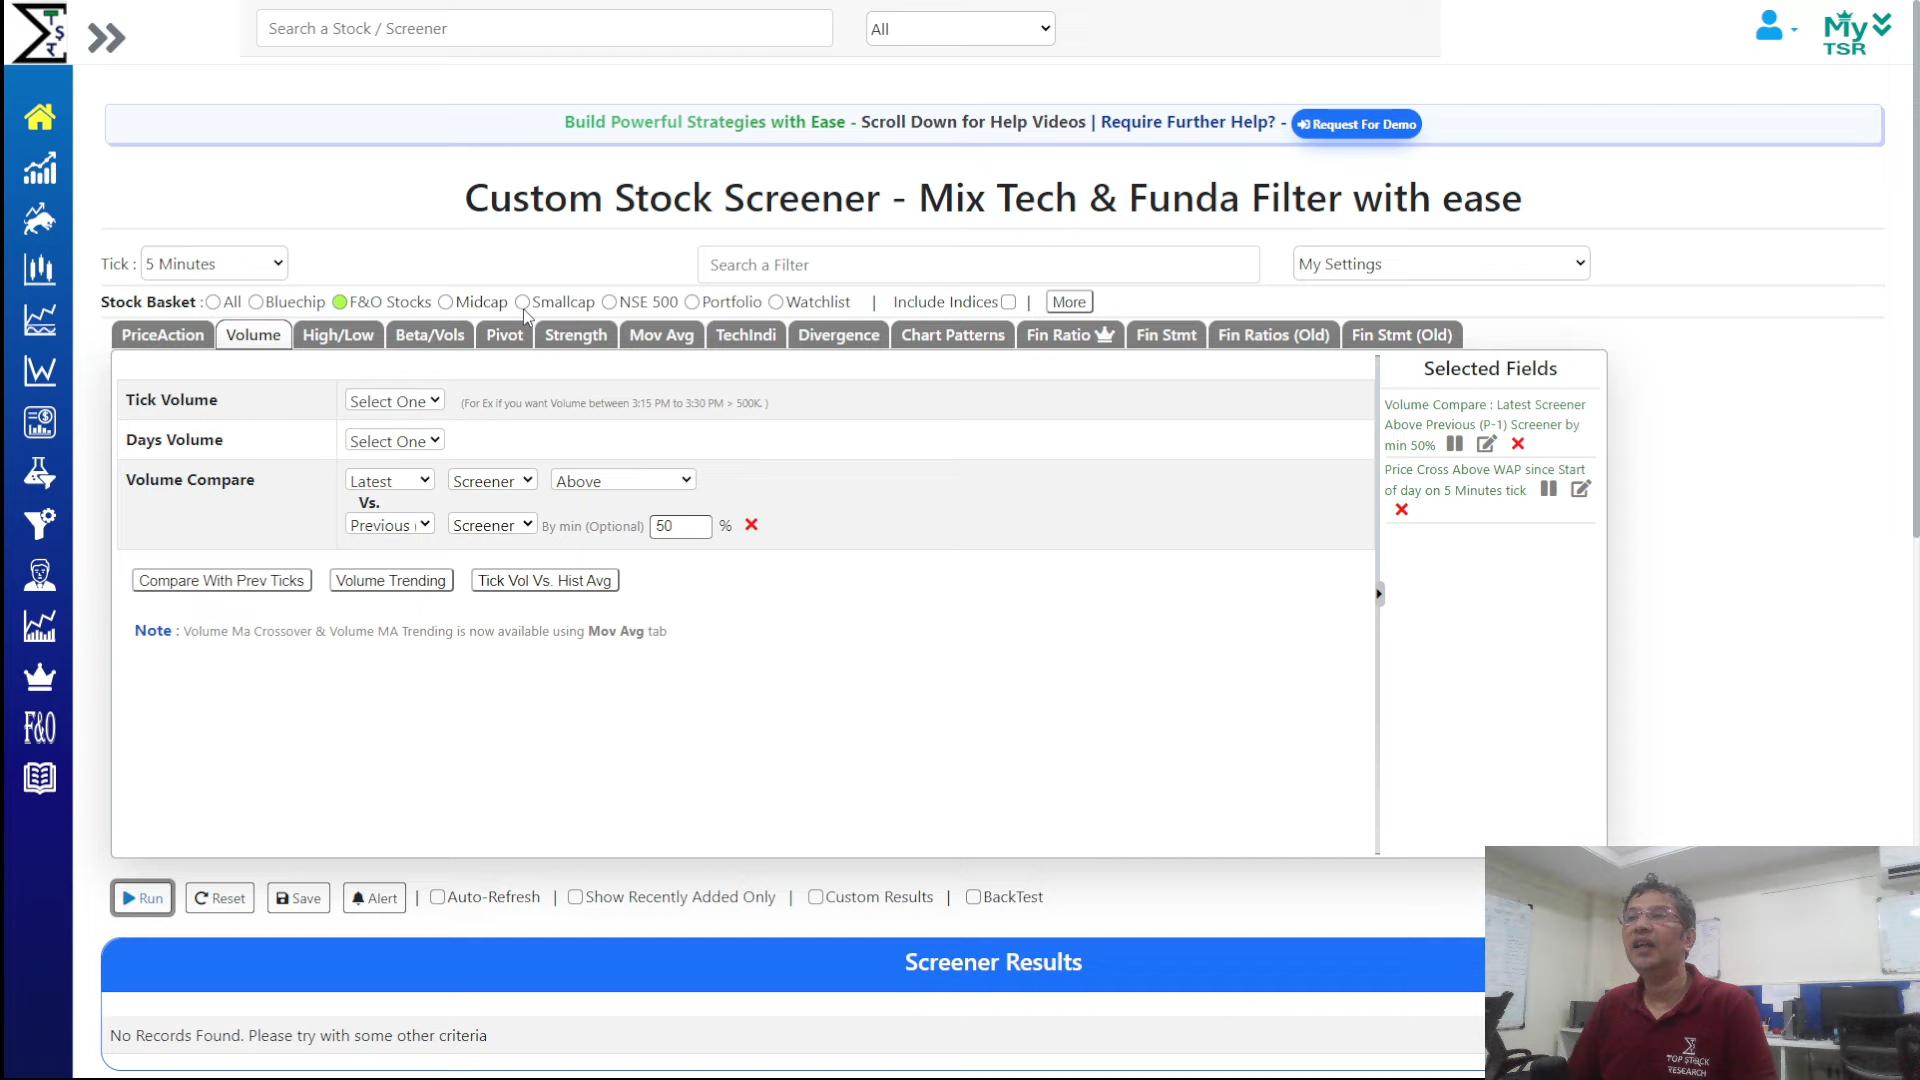 Search a Stock / Screener
All
My
TSR
Build Powerful Strategies with Ease - Scroll Down for Help Videos | Require Further Help? - Request For Demo
Custom Stock Screener - Mix Tech & Funda Filter with ease
Tick : 5 Minutes
Search a Filter
My Settings
Stock Basket : All Bluechip F&O Stocks Midcap Smallcap NSE 500 Portfolio Watchlist | Include Indices | More
PriceAction Volume High/Low Beta/Vols Pivot Strength Mov Avg TechIndi Divergence Chart Patterns Fin Ratio Fin Stmt Fin Ratios (Old) Fin Stmt (Old)
Tick Volume Select One (For Ex if you want Volume between 3:15 PM to 3:30 PM > 500K. )
Days Volume Select One
Volume Compare Latest Screener Above
Vs.
Previous Screener By min (Optional) 50 %
Compare With Prev Ticks Volume Trending Tick Vol Vs. Hist Avg
Note : Volume Ma Crossover & Volume MA Trending is now available using Mov Avg tab
Selected Fields
Volume Compare : Latest Screener
Above Previous (P-1) Screener by
min 50%
Price Cross Above WAP since Start
of day on 5 Minutes tick
F&O
Run Reset Save Alert | Auto-Refresh | Show Recently Added Only | Custom Results | BackTest
Screener Results
No Records Found. Please try with some other criteria
TOP STOCK
RESEARCH